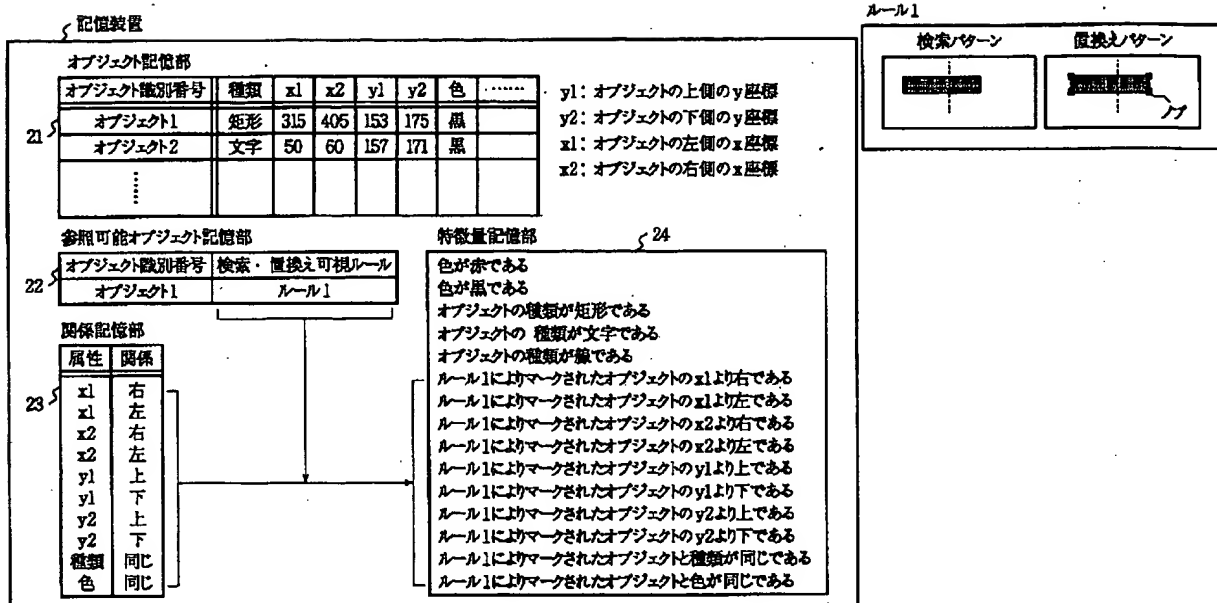 記憶装置
オブジェクト記憶部
オブジェクト識別番号 種類 x1 x2 y1 y2 色 ‥‥‥
オブジェクト1 矩形 315 405 153 175 黒
オブジェクト2 文字 50 60 157 171 黒
21
y1: オブジェクトの上側のy座標
y2: オブジェクトの下側のy座標
x1: オブジェクトの左側のx座標
x2: オブジェクトの右側のx座標
参照可能オブジェクト記憶部
オブジェクト識別番号 検索・置換え可視ルール
オブジェクト1 ルール1
22
関係記憶部
属性 関係
x1 右
x1 左
x2 右
x2 左
y1 上
y1 下
y2 上
y2 下
種類 同じ
色 同じ
23
特徴量記憶部
24
色が赤である
色が黒である
オブジェクトの種類が矩形である
オブジェクトの 種類が文字である
オブジェクトの種類が線である
ルール1によりマークされたオブジェクトのx1より右である
ルール1によりマークされたオブジェクトのx1より左である
ルール1によりマークされたオブジェクトのx2より右である
ルール1によりマークされたオブジェクトのx2より左である
ルール1によりマークされたオブジェクトのy1より上である
ルール1によりマークされたオブジェクトのy1より下である
ルール1によりマークされたオブジェクトのy2より上である
ルール1によりマークされたオブジェクトのy2より下である
ルール1によりマークされたオブジェクトと種類が同じである
ルール1によりマークされたオブジェクトと色が同じである
ルール1
検索パターン 置換えパターン
ノブ